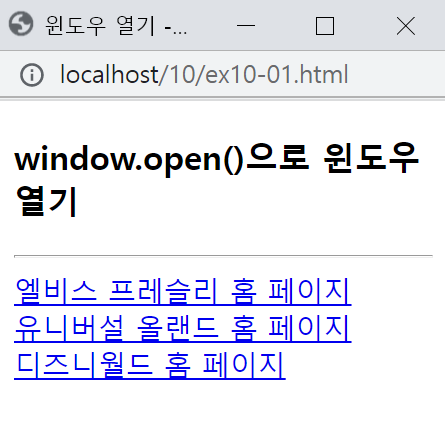 윈도우 열기 -...
localhost/10/ex10-01.html
window.open()으로 윈도우
열기
엘비스 프레슬리 홈 페이지
유니버설 올랜드 홈 페이지
디즈니월드 홈 페이지